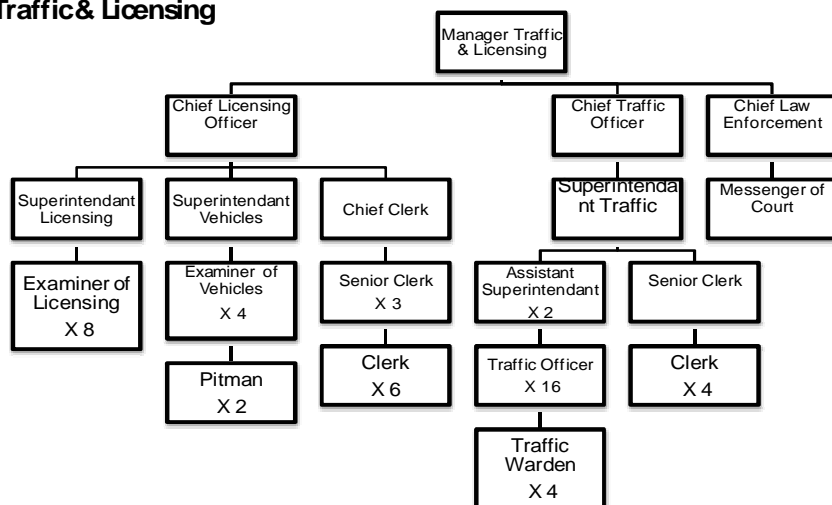 Traffic & Licensing
Manager Traffic
& Licensing
Chief Licensing
Officer
Chief Traffic
Officer
Chief Law
Enforcement
Superintendant
Licensing
Superintendant
Vehicles
Chief Clerk
Superintenda
nt Traffic
Messenger of
Court
Examiner of
Licensing
X 8
Examiner of
Vehicles
X 4
Senior Clerk
X 3
Assistant
Superintendant
X 2
Senior Clerk
Pitman
X 2
Clerk
X 6
Traffic Officer
X 16
Clerk
X 4
Traffic
Warden
X 4